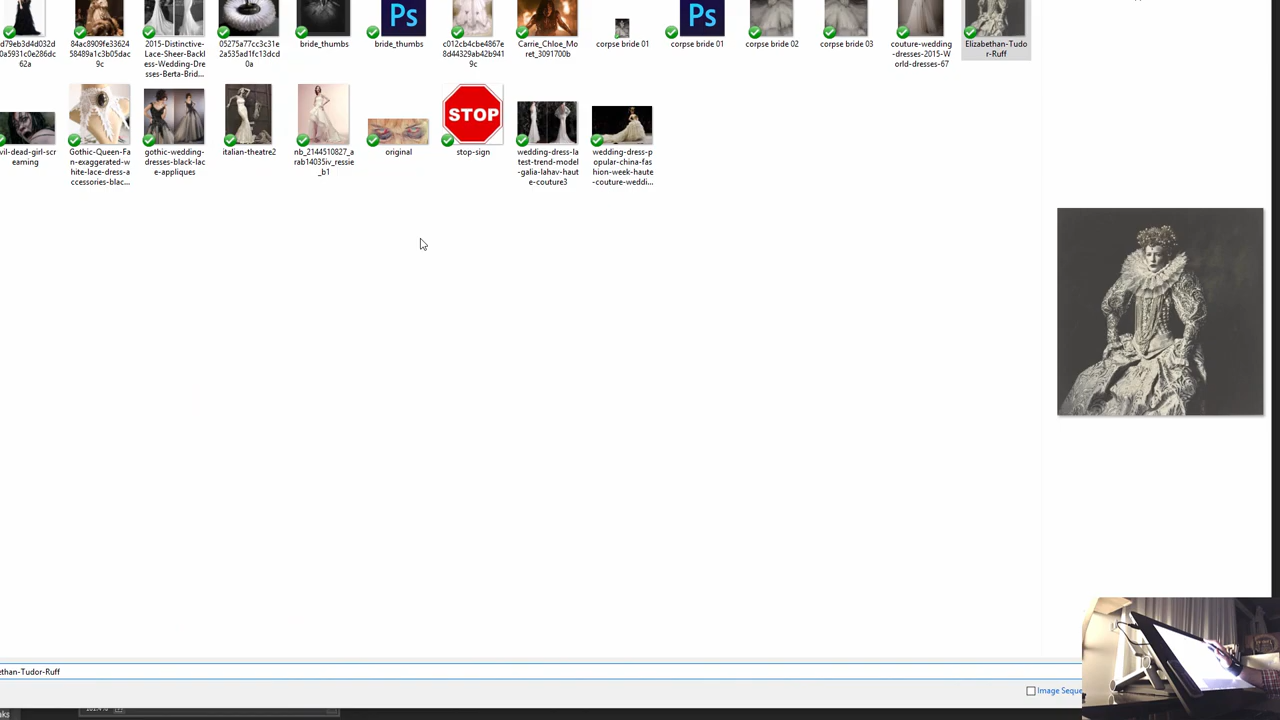 d79eb3d4d032d
0a5931c0e286dc
62a
84ac8909fe33624
58489a1c3b05dac
9c
2015-Distinctive-
Lace-Sheer-Back-
less-Wedding-Dre
sses-Berta-Brid...
05275a77cc3c31e
2a535ad1fc13dcd
0a
bride_thumbs
Ps
bride_thumbs
c012cb4cbe4867e
8d44329ab42b941
9c
Carrie_Chloe_Mo
ret_3091700b
corpse bride 01
Ps
corpse bride 01
corpse bride 02
corpse bride 03
couture-wedding
-dresses-2015-W
orld-dresses-67
Elizabethan-Tudo
r-Ruff
vil-dead-girl-scr
eaming
Gothic-Queen-Fa
n-exaggerated-w
hite-lace-dress-a
ccessories-blac...
gothic-wedding-
dresses-black-lac
e-appliques
italian-theatre2
nb_2144510827_a
rab14035iv_ressie
_b1
original
STOP
stop-sign
wedding-dress-la
test-trend-model
-galia-lahav-haut
e-couture3
wedding-dress-p
opular-china-fas
hion-week-haute
-couture-weddi...
ethan-Tudor-Ruff
Image Seque
aks